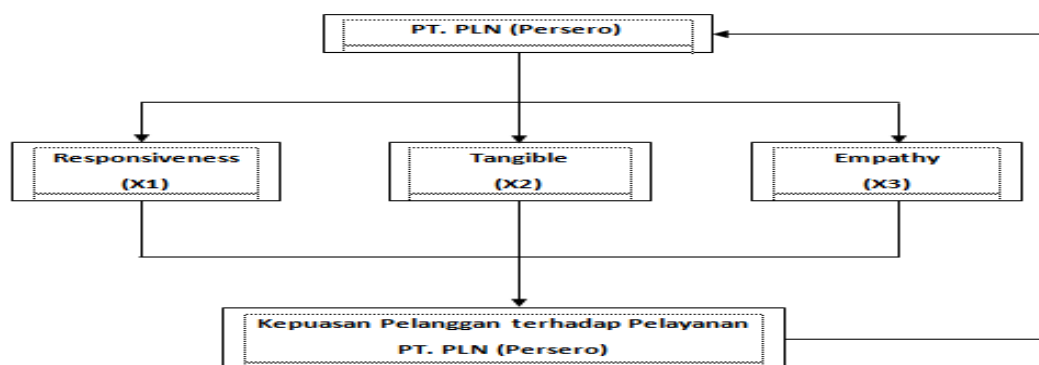 PT. PLN (Persero)
Responsiveness
(X1)
Tangible
(X2)
Empathy
(X3)
Kepuasan Pelanggan terhadap Pelayanan
PT. PLN (Persero)